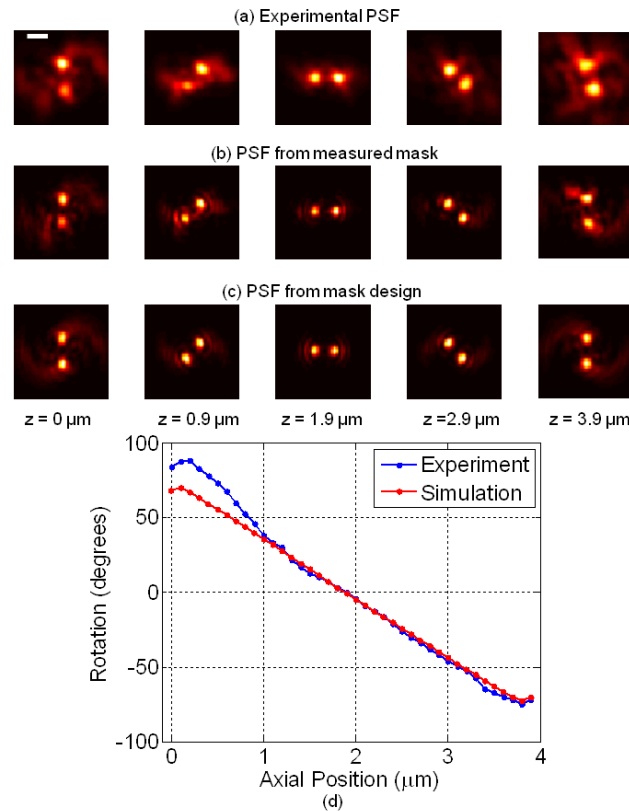 (a) Experimental PSF
(b) PSF from measured mask
(c) PSF from mask design
z = 0 μm z = 0.9 μm z = 1.9 μm z =2.9 μm z = 3.9 μm
100
50
0
-50
-100
Rotation (degrees)
Experiment
Simulation
0 1 2 3 4
Axial Position (μm)
(d)